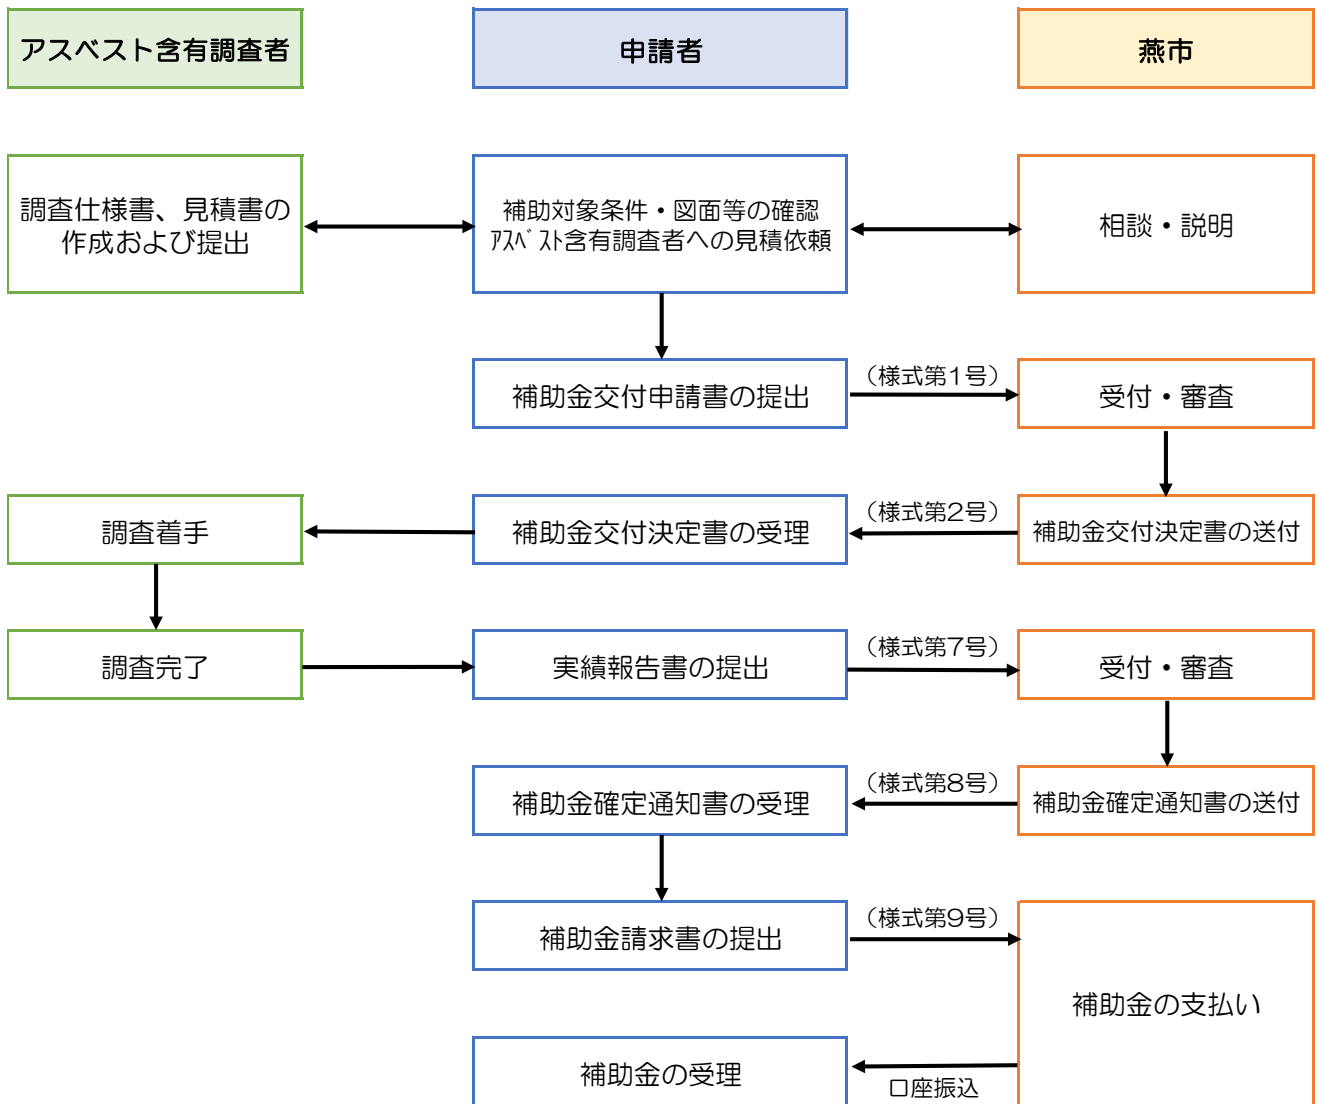 アスベスト含有調査者
申請者
燕市
調査仕様書、見積書の
作成および提出
補助対象条件・図面等の確認
ｱｽﾍﾞｽﾄ含有調査者への見積依頼
相談・説明
補助金交付申請書の提出
（様式第1号）
受付・審査
調査着手
補助金交付決定書の受理
（様式第2号）
補助金交付決定書の送付
調査完了
実績報告書の提出
（様式第7号）
受付・審査
補助金確定通知書の受理
（様式第8号）
補助金確定通知書の送付
補助金請求書の提出
（様式第9号）
補助金の支払い
補助金の受理
口座振込